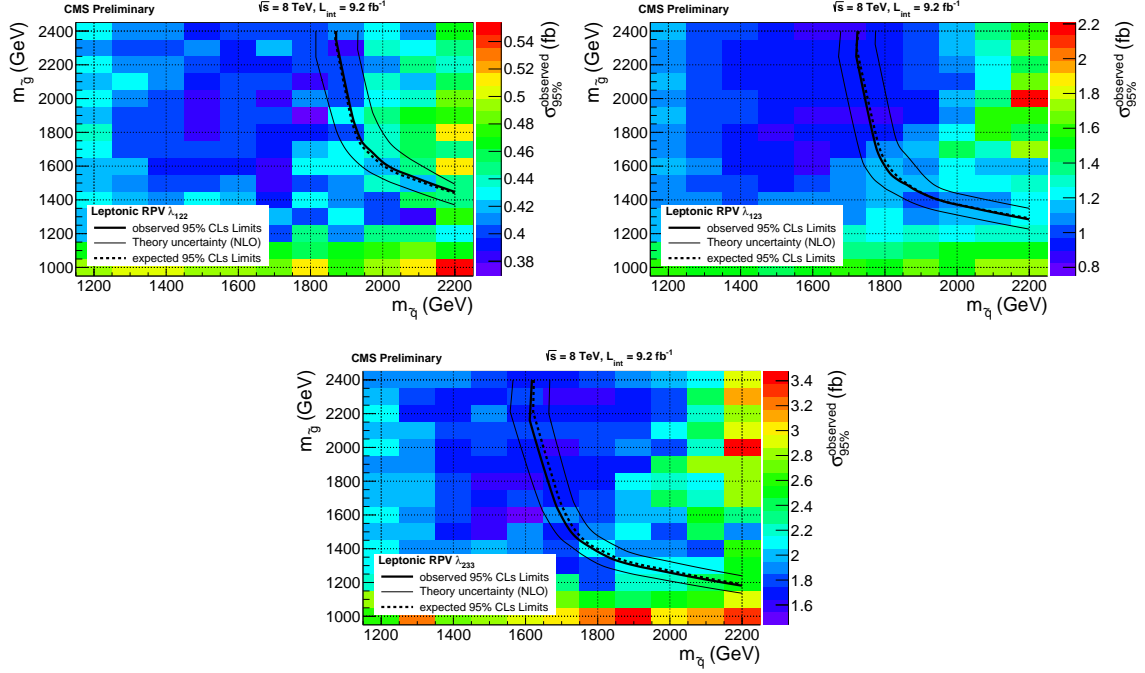 CMS Preliminary
√s = 8 TeV, L_int = 9.2 fb⁻¹
m_g̃ (GeV)
2400
2200
2000
1800
1600
1400
1200
1000
Leptonic RPV λ₁₂₂
observed 95% CLs Limits
Theory uncertainty (NLO)
expected 95% CLs Limits
1200 1400 1600 1800 2000 2200
m_q̃ (GeV)
0.54
0.52
0.5
0.48
0.46
0.44
0.42
0.4
0.38
σ^observed_95% (fb)
CMS Preliminary
√s = 8 TeV, L_int = 9.2 fb⁻¹
m_g̃ (GeV)
2400
2200
2000
1800
1600
1400
1200
1000
Leptonic RPV λ₁₂₃
observed 95% CLs Limits
Theory uncertainty (NLO)
expected 95% CLs Limits
1200 1400 1600 1800 2000 2200
m_q̃ (GeV)
2.2
2
1.8
1.6
1.4
1.2
1
0.8
σ^observed_95% (fb)
CMS Preliminary
√s = 8 TeV, L_int = 9.2 fb⁻¹
m_g̃ (GeV)
2400
2200
2000
1800
1600
1400
1200
1000
Leptonic RPV λ₂₃₃
observed 95% CLs Limits
Theory uncertainty (NLO)
expected 95% CLs Limits
1200 1400 1600 1800 2000 2200
m_q̃ (GeV)
3.4
3.2
3
2.8
2.6
2.4
2.2
2
1.8
1.6
σ^observed_95% (fb)